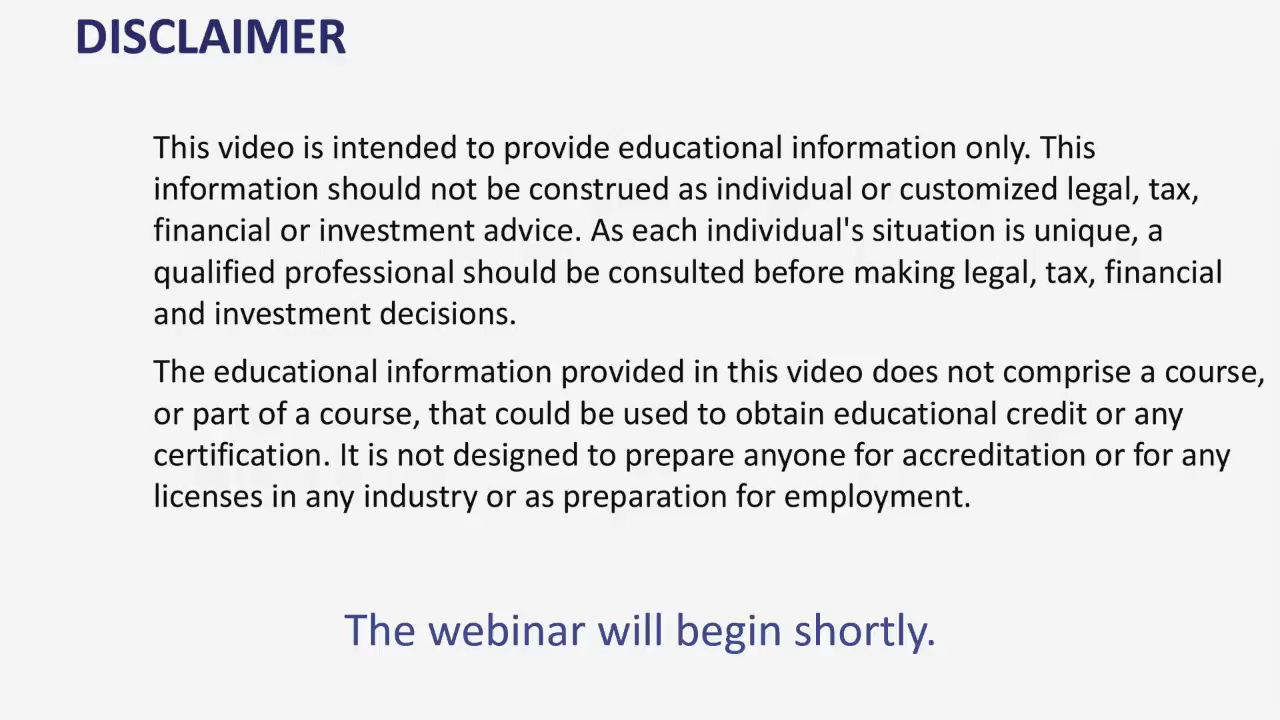 DISCLAIMER
This video is intended to provide educational information only. This
information should not be construed as individual or customized legal, tax,
financial or investment advice. As each individual's situation is unique, a
qualified professional should be consulted before making legal, tax, financial
and investment decisions.
The educational information provided in this video does not comprise a course,
or part of a course, that could be used to obtain educational credit or any
certification. It is not designed to prepare anyone for accreditation or for any
licenses in any industry or as preparation for employment.
The webinar will begin shortly.